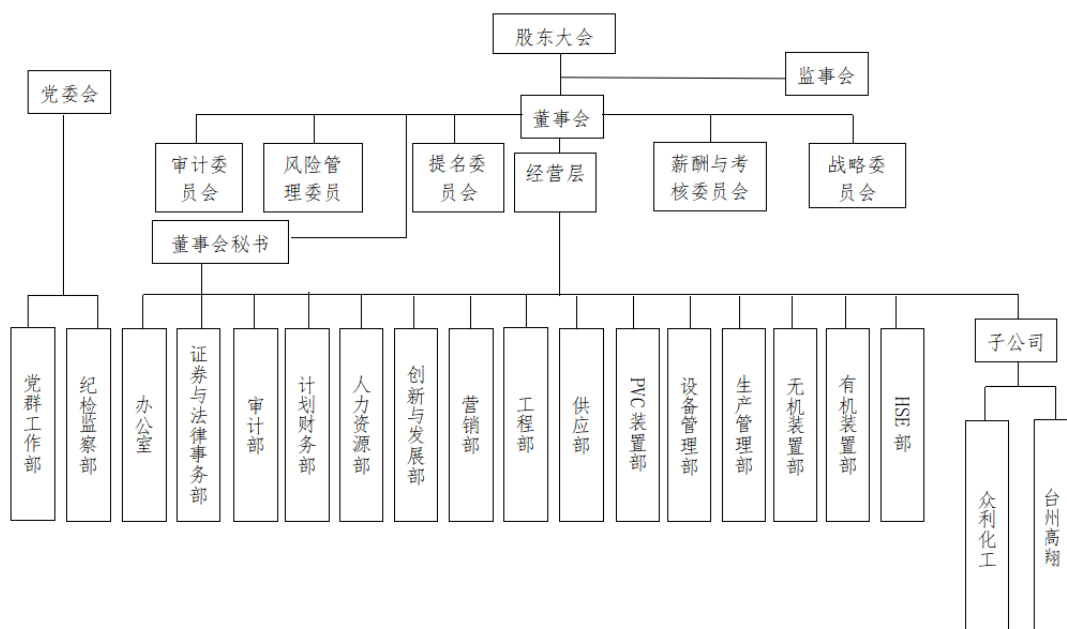 股东大会
监事会
党委会
董事会
审计委
员会
风险管
理委员
提名委
员会
经营层
薪酬与考
核委员会
战略委
员会
董事会秘书
子公司
党群工作部
纪检监察部
办公室
证券与法律事务部
审计部
计划财务部
人力资源部
创新与发展部
营销部
工程部
供应部
PVC装置部
设备管理部
生产管理部
无机装置部
有机装置部
HSE部
众利化工
台州高翔